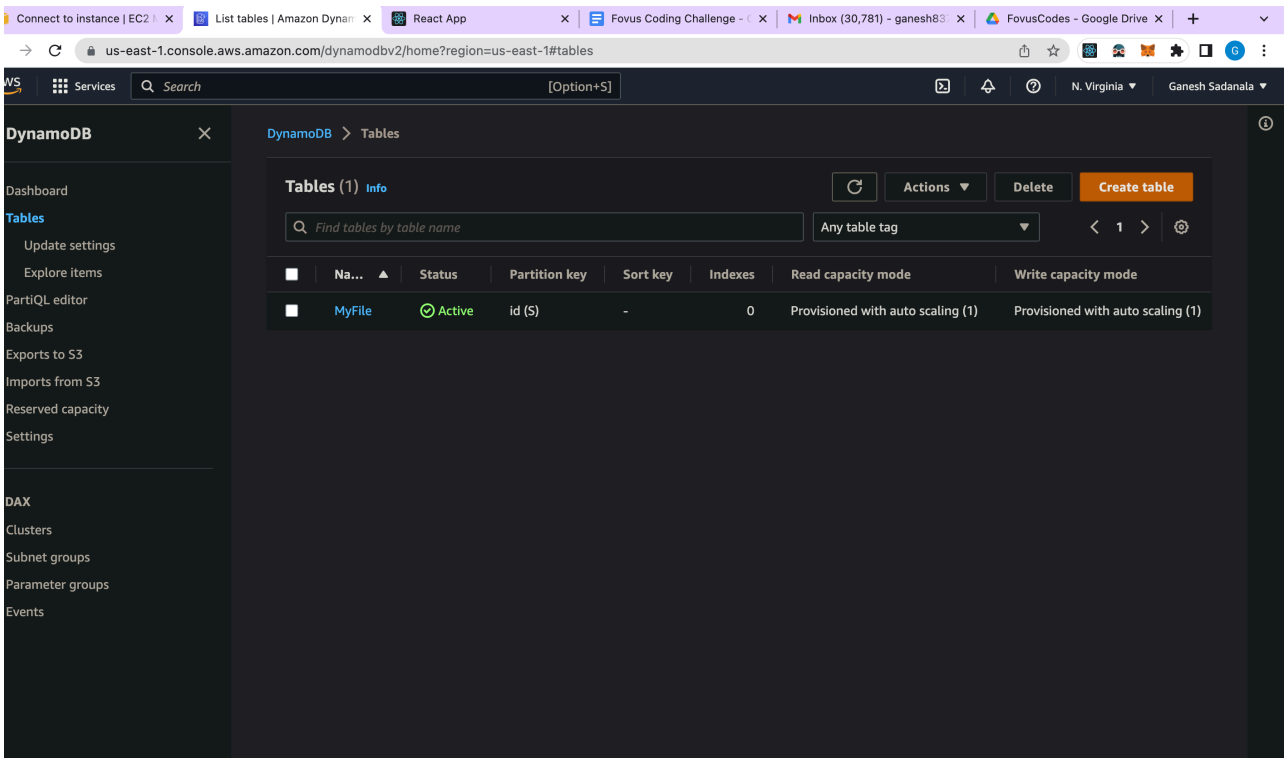 Connect to instance | EC2 M
List tables | Amazon Dynam
React App
Fovus Coding Challenge - G
Inbox (30,781) - ganesh83
FovusCodes - Google Drive
us-east-1.console.aws.amazon.com/dynamodbv2/home?region=us-east-1#tables
G
Services
Search
[Option+S]
N. Virginia
Ganesh Sadanala
DynamoDB
Dashboard
Tables
Update settings
Explore items
PartiQL editor
Backups
Exports to S3
Imports from S3
Reserved capacity
Settings
DAX
Clusters
Subnet groups
Parameter groups
Events
DynamoDB > Tables
Tables (1) Info
Actions
Delete
Create table
Find tables by table name
Any table tag
1
Na... Status Partition key Sort key Indexes Read capacity mode Write capacity mode
MyFile Active id (S) - 0 Provisioned with auto scaling (1) Provisioned with auto scaling (1)